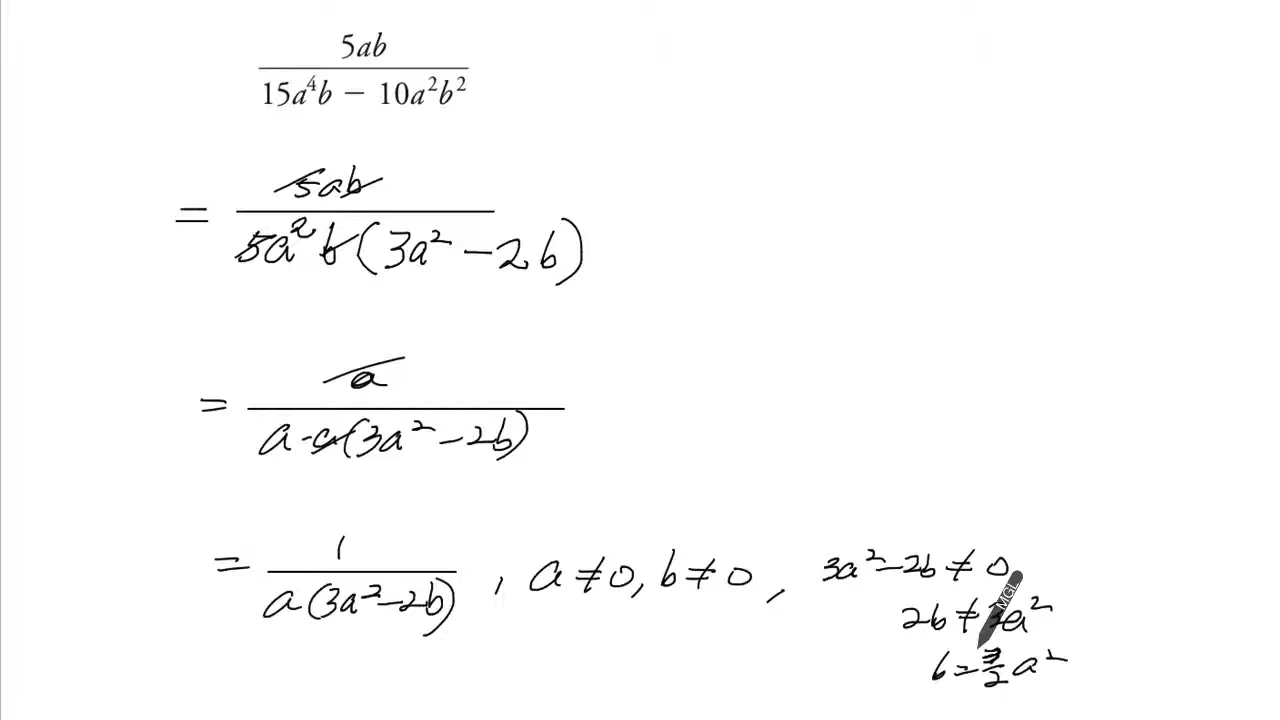 5ab
15a⁴b − 10a²b²
= 5ab
5a²b(3a² − 2b)
= a
a·a(3a² − 2b)
= 1
a(3a² − 2b) , a ≠ 0, b ≠ 0, 3a² − 2b ≠ 0
2b ≠ 3a²
b = 3/2 a²
MGL